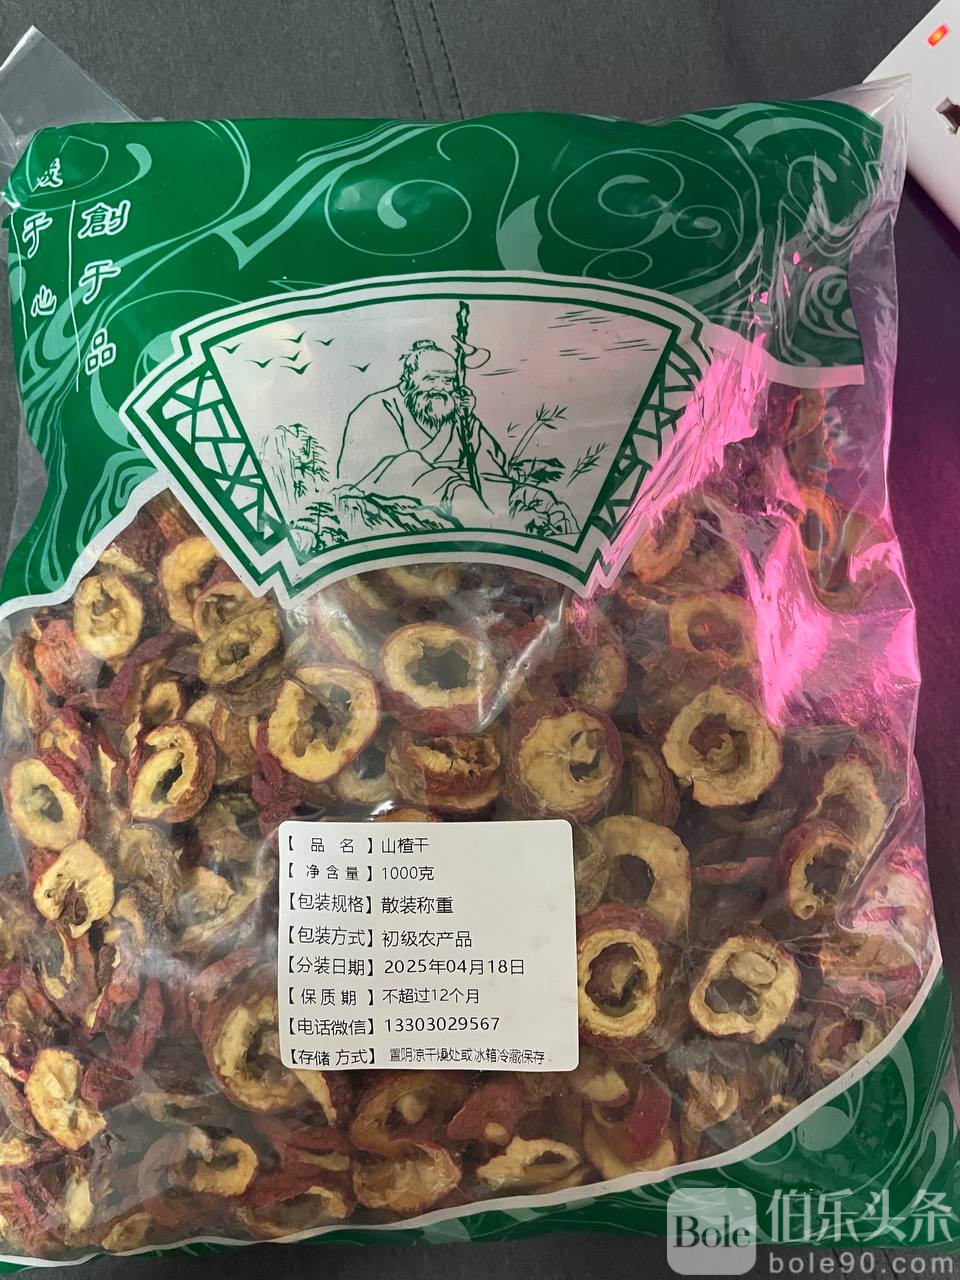 創于品
于心
【 品 名 】山楂干
【 净含量 】1000克
【包装规格】散装称重
【包装方式】初级农产品
【分装日期】2025年04月18日
【 保质期 】不超过12个月
【电话微信】13303029567
【存储 方式】 置阴凉干燥处或冰箱冷藏保存
Bole 伯乐头条
bole90.com